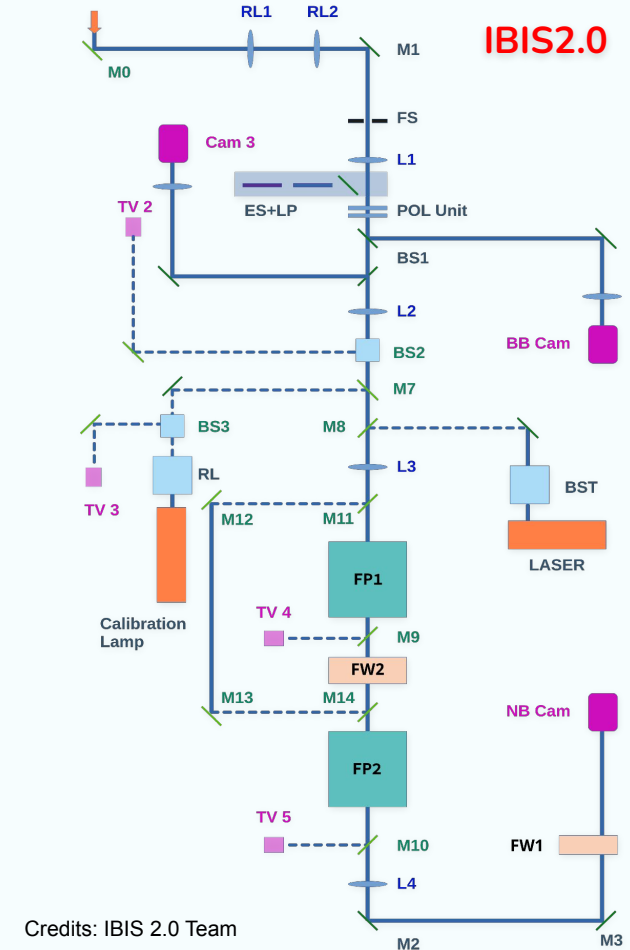 RL1 RL2
IBIS2.0
M1
M0
FS
Cam 3
L1
TV 2
ES+LP
POL Unit
BS1
L2
BB Cam
BS2
M7
BS3
M8
L3
RL
BST
TV 3
M12
M11
LASER
FP1
TV 4
Calibration
Lamp
M9
FW2
M13
M14
NB Cam
FP2
TV 5
M10
FW1
L4
Credits: IBIS 2.0 Team
M2
M3